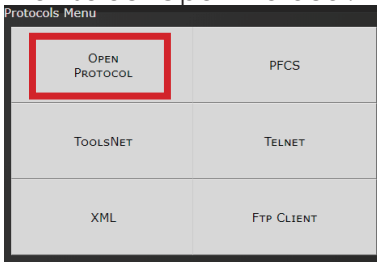 Protocols Menu
Open
Protocol
PFCS
ToolsNet
Telnet
XML
Ftp Client